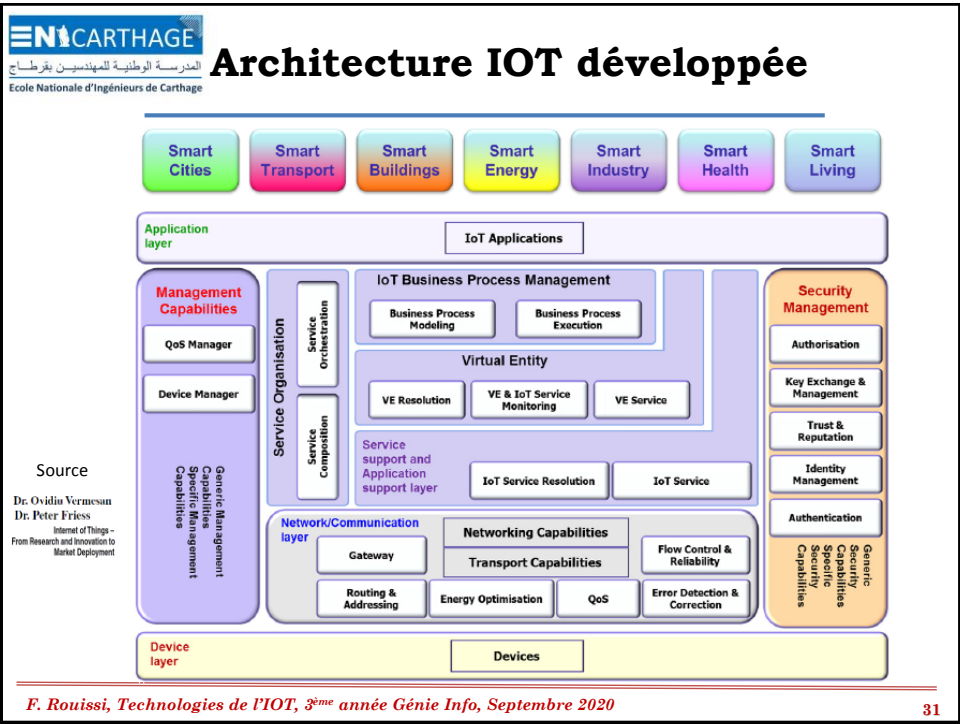 ENICARTHAGE
المدرســة الوطنيــة للمهندسيــن بقرطــاج
Ecole Nationale d'Ingénieurs de Carthage
Architecture IOT développée
Smart
Cities
Smart
Transport
Smart
Buildings
Smart
Energy
Smart
Industry
Smart
Health
Smart
Living
Application
layer
IoT Applications
Management
Capabilities
QoS Manager
Device Manager
Generic Management
Capabilities
Specific Management
Capabilities
Service Organisation
Service
Orchestration
Service
Composition
IoT Business Process Management
Business Process
Modeling
Business Process
Execution
Virtual Entity
VE Resolution
VE & IoT Service
Monitoring
VE Service
Service
support and
Application
support layer
IoT Service Resolution
IoT Service
Security
Management
Authorisation
Key Exchange &
Management
Trust &
Reputation
Identity
Management
Authentication
Generic
Security
Capabilities
Specific
Security
Capabilities
Network/Communication
layer
Networking Capabilities
Transport Capabilities
Gateway
Flow Control &
Reliability
Routing &
Addressing
Energy Optimisation
QoS
Error Detection &
Correction
Device
layer
Devices
Source
Dr. Ovidiu Vermesan
Dr. Peter Friess
Internet of Things –
From Research and Innovation to
Market Deployment
F. Rouissi, Technologies de l'IOT, 3ème année Génie Info, Septembre 2020
31